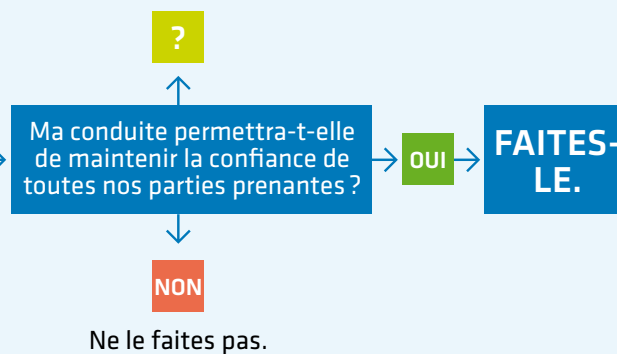 ?
Ma conduite permettra-t-elle
de maintenir la confiance de
toutes nos parties prenantes ?
OUI
FAITES-
LE.
NON
Ne le faites pas.